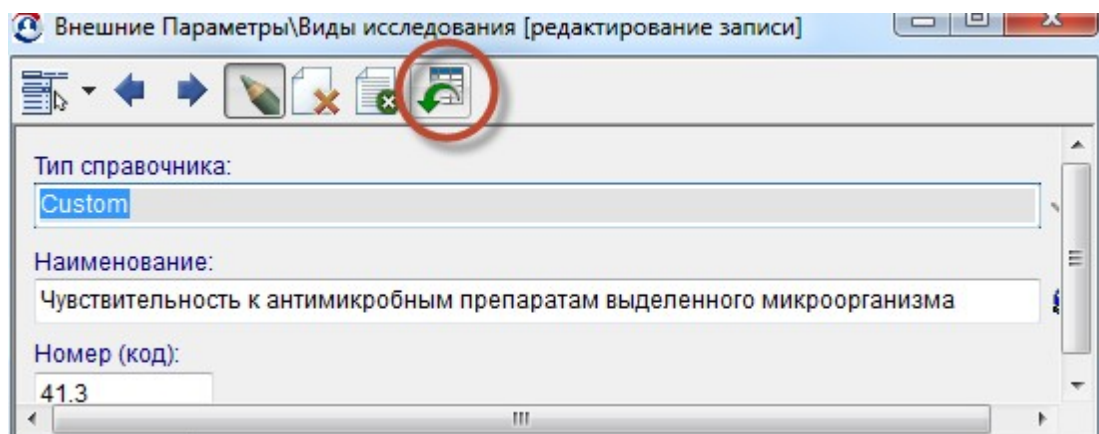 Внешние Параметры\Виды исследования [редактирование записи]
Тип справочника:
Custom
Наименование:
Чувствительность к антимикробным препаратам выделенного микроорганизма
Номер (код):
41.3